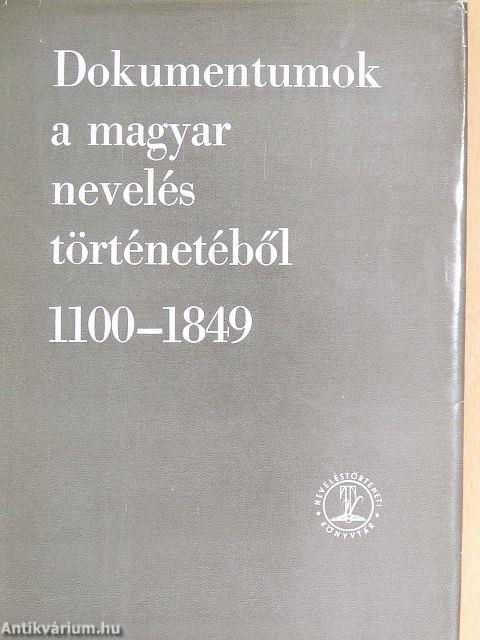 Dokumentumok
a magyar
nevelés
történetéből
1100–1849
NEVELÉSTÖRTÉNETI
KÖNYVTÁR
Antikvárium.hu